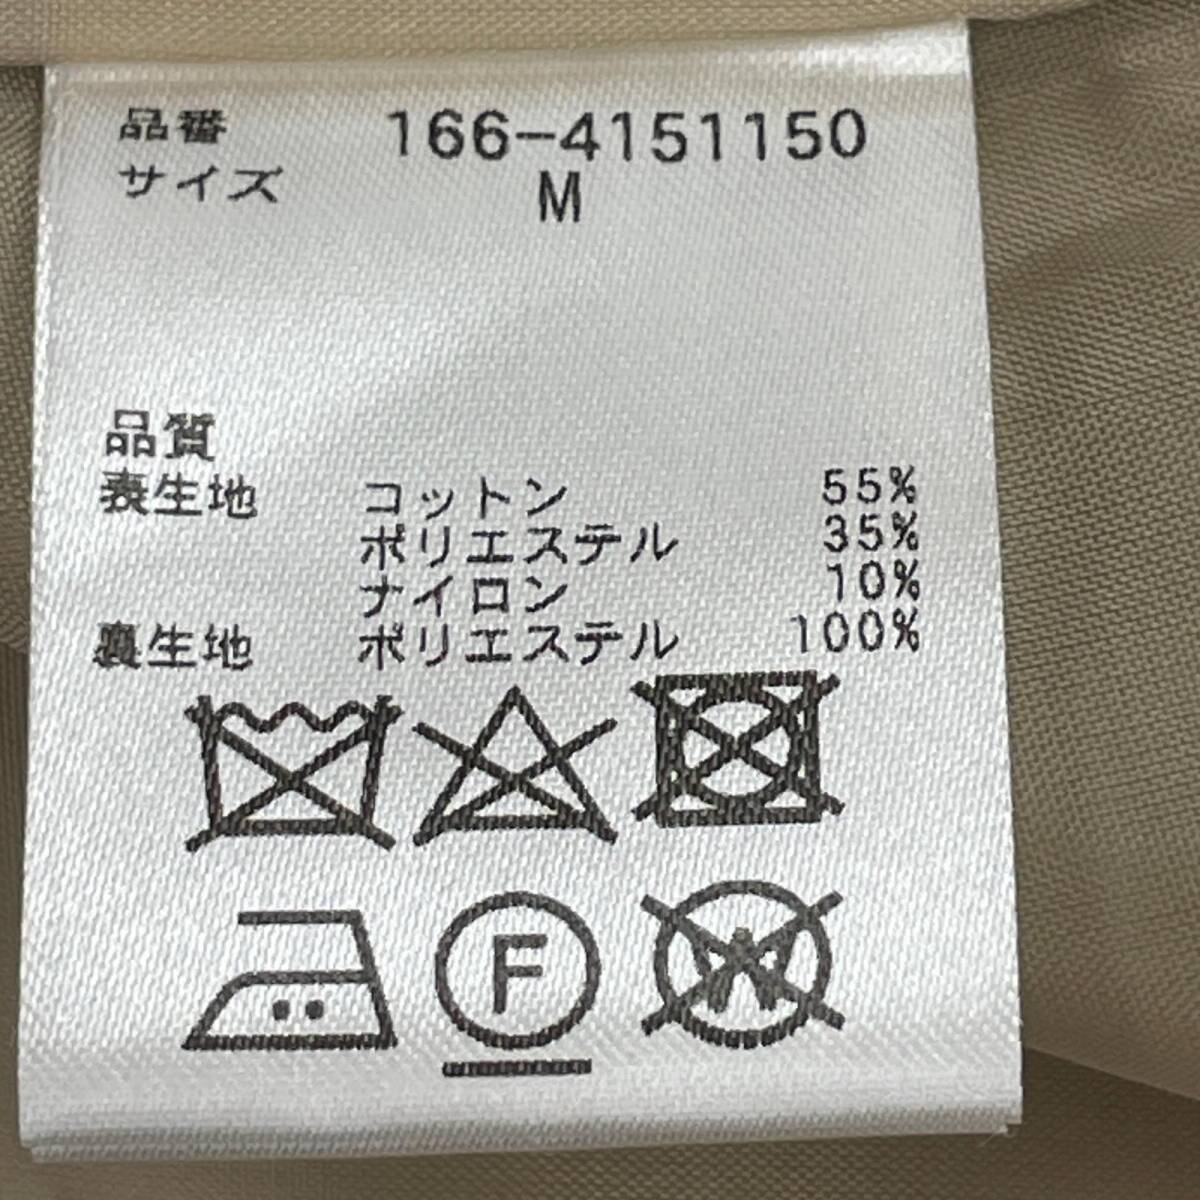 品番 166-4151150
サイズ M
品質
表生地 コットン 55%
ポリエステル 35%
ナイロン 10%
裏生地 ポリエステル 100%
F
W